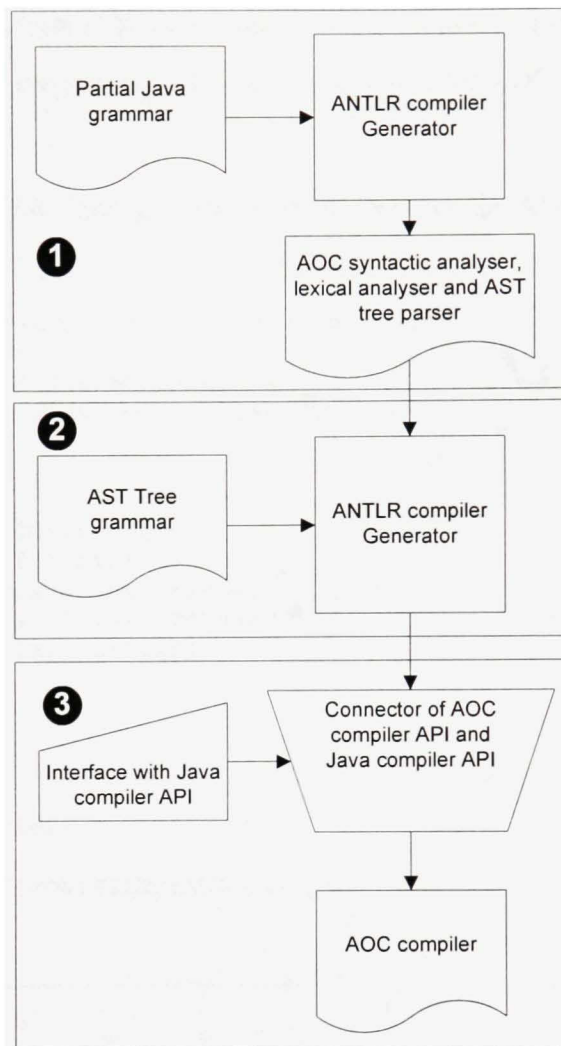 Partial Java
grammar
ANTLR compiler
Generator
1
AOC syntactic analyser,
lexical analyser and AST
tree parser
2
AST Tree
grammar
ANTLR compiler
Generator
3
Connector of AOC
compiler API and
Java compiler API
Interface with Java
compiler API
AOC compiler